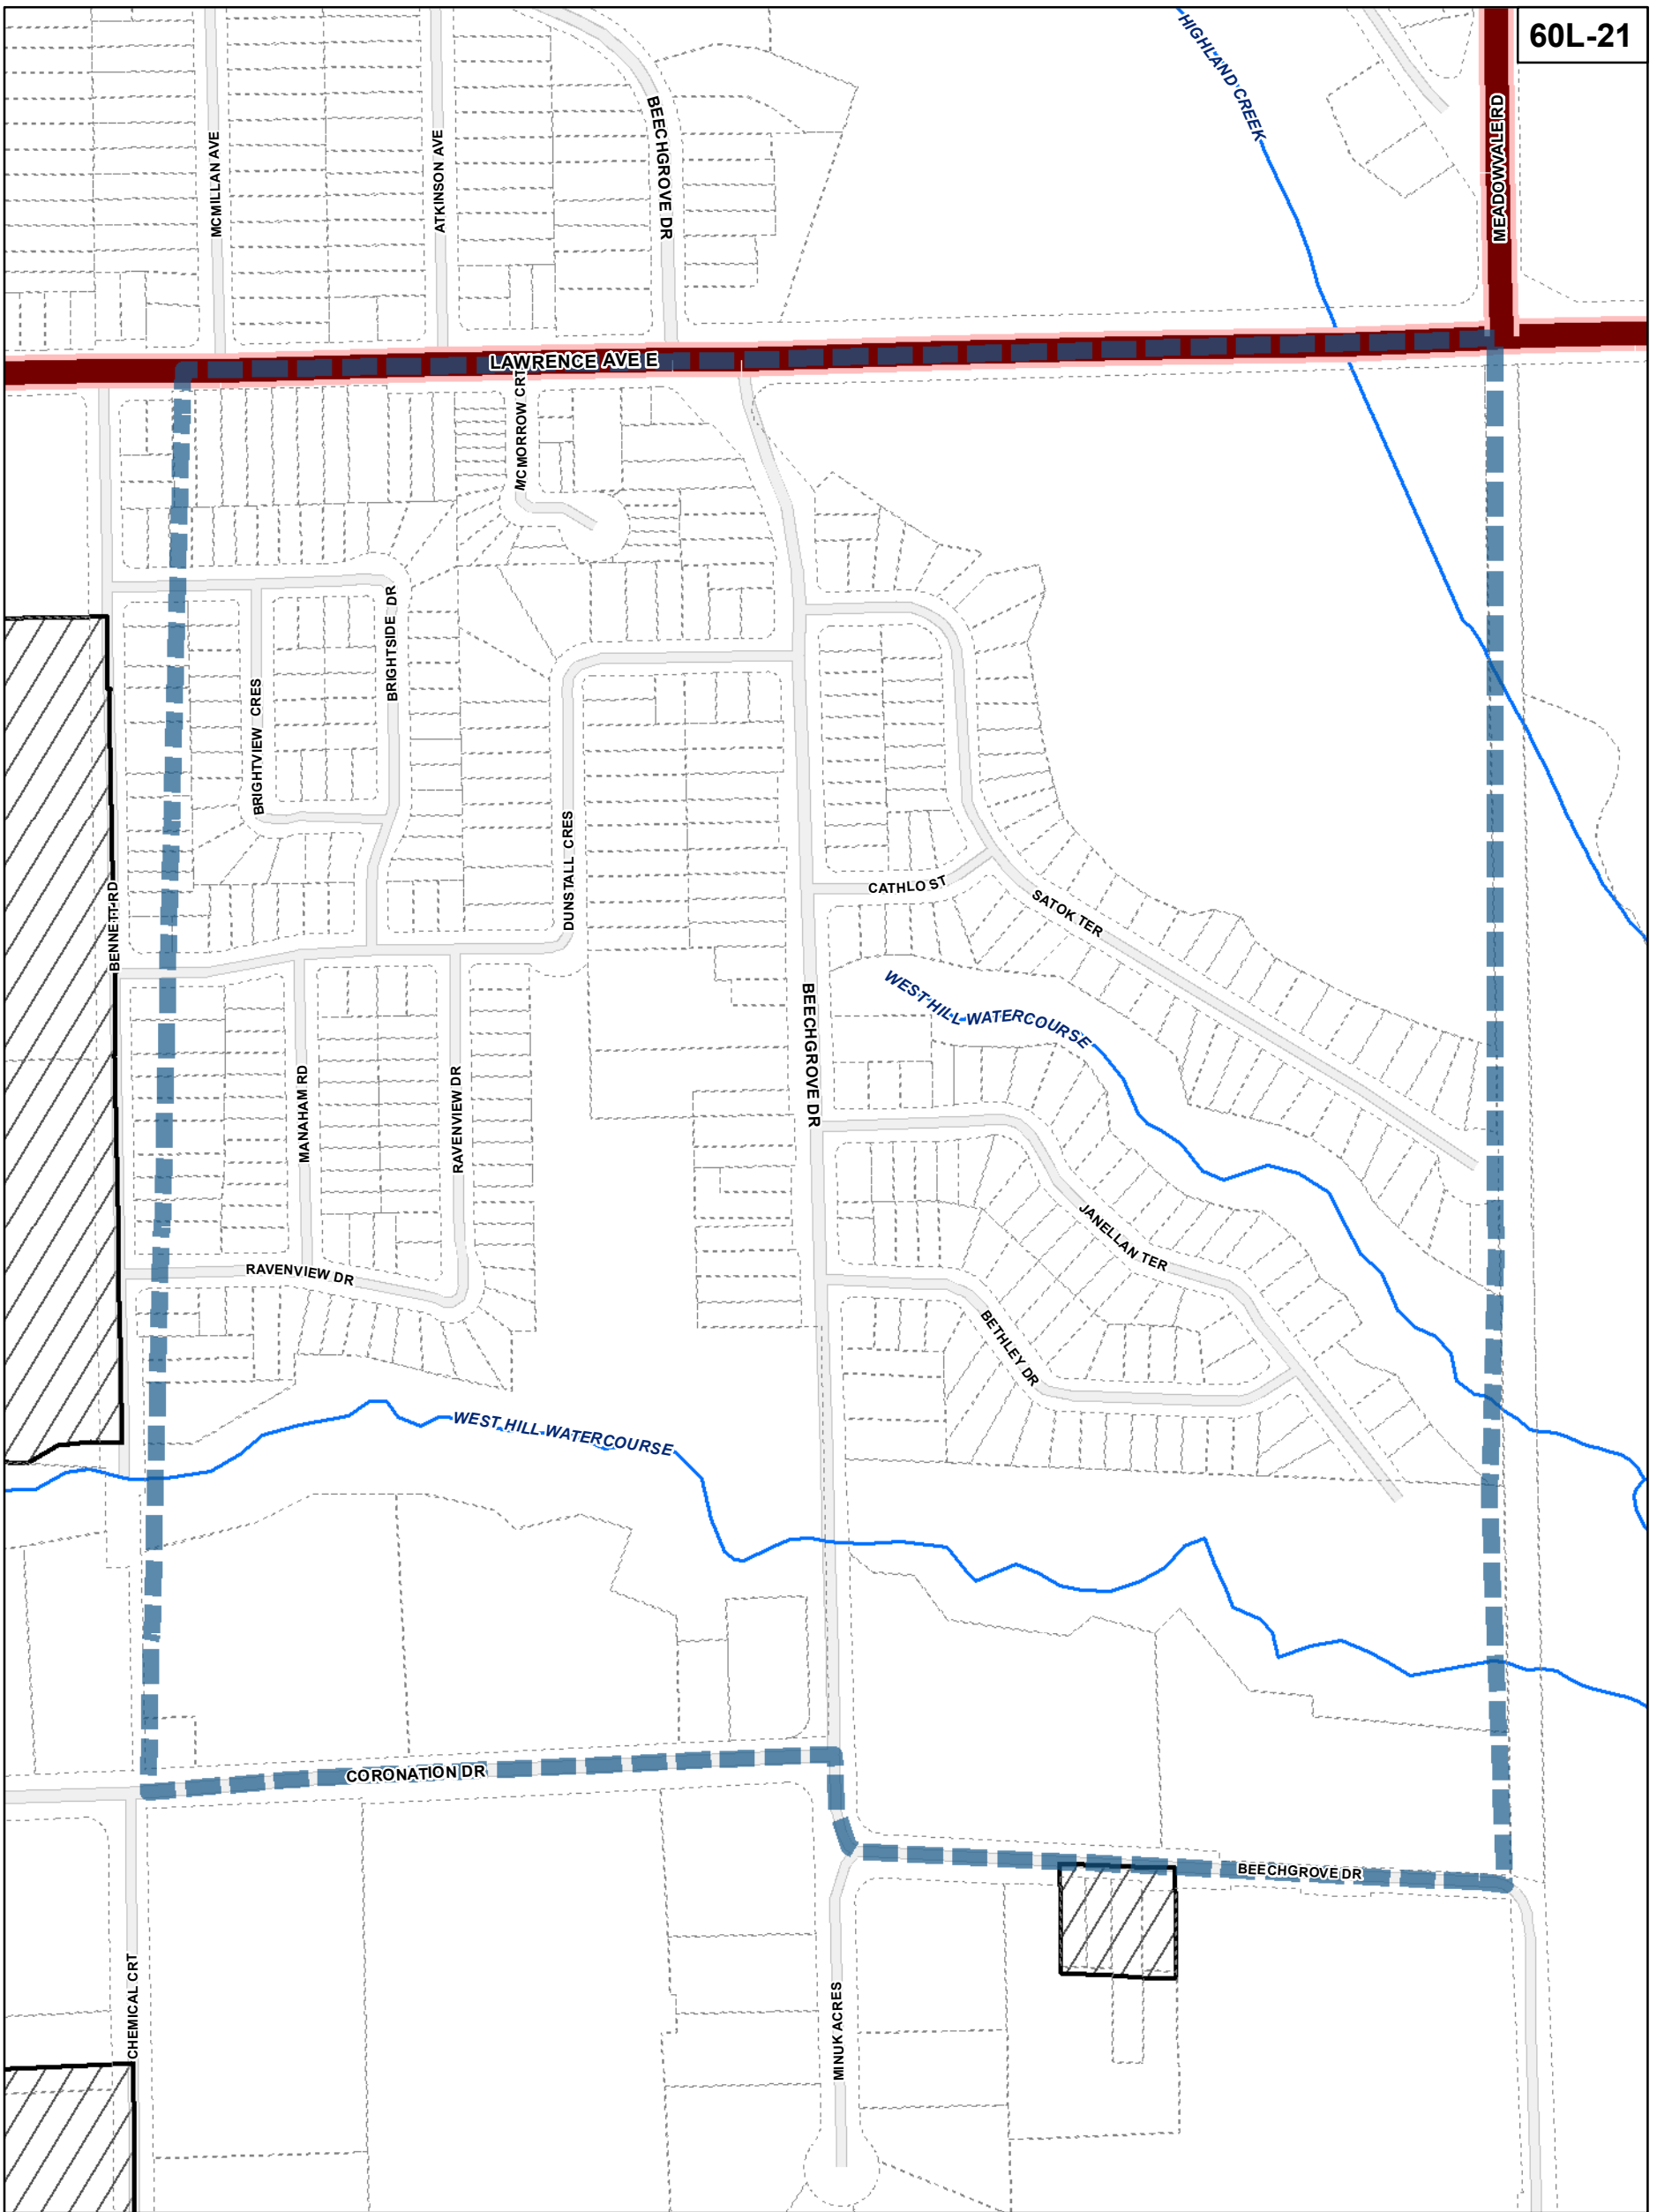 60L-21
HIGHLAND CREEK
MEADOWVALE RD
MCMILLAN AVE
ATKINSON AVE
BEECHGROVE DR
LAWRENCE AVE E
MCMORROW CRT
BRIGHTSIDE DR
BRIGHTVIEW CRES
DUNSTALL CRES
BENNETT RD
CATHLO ST
SATOK TER
WEST HILL WATERCOURSE
BEECHGROVE DR
MANAHAM RD
RAVENVIEW DR
JANELLAN TER
RAVENVIEW DR
BETHLEY DR
WEST HILL WATERCOURSE
CORONATION DR
BEECHGROVE DR
CHEMICAL CRT
MINUK ACRES